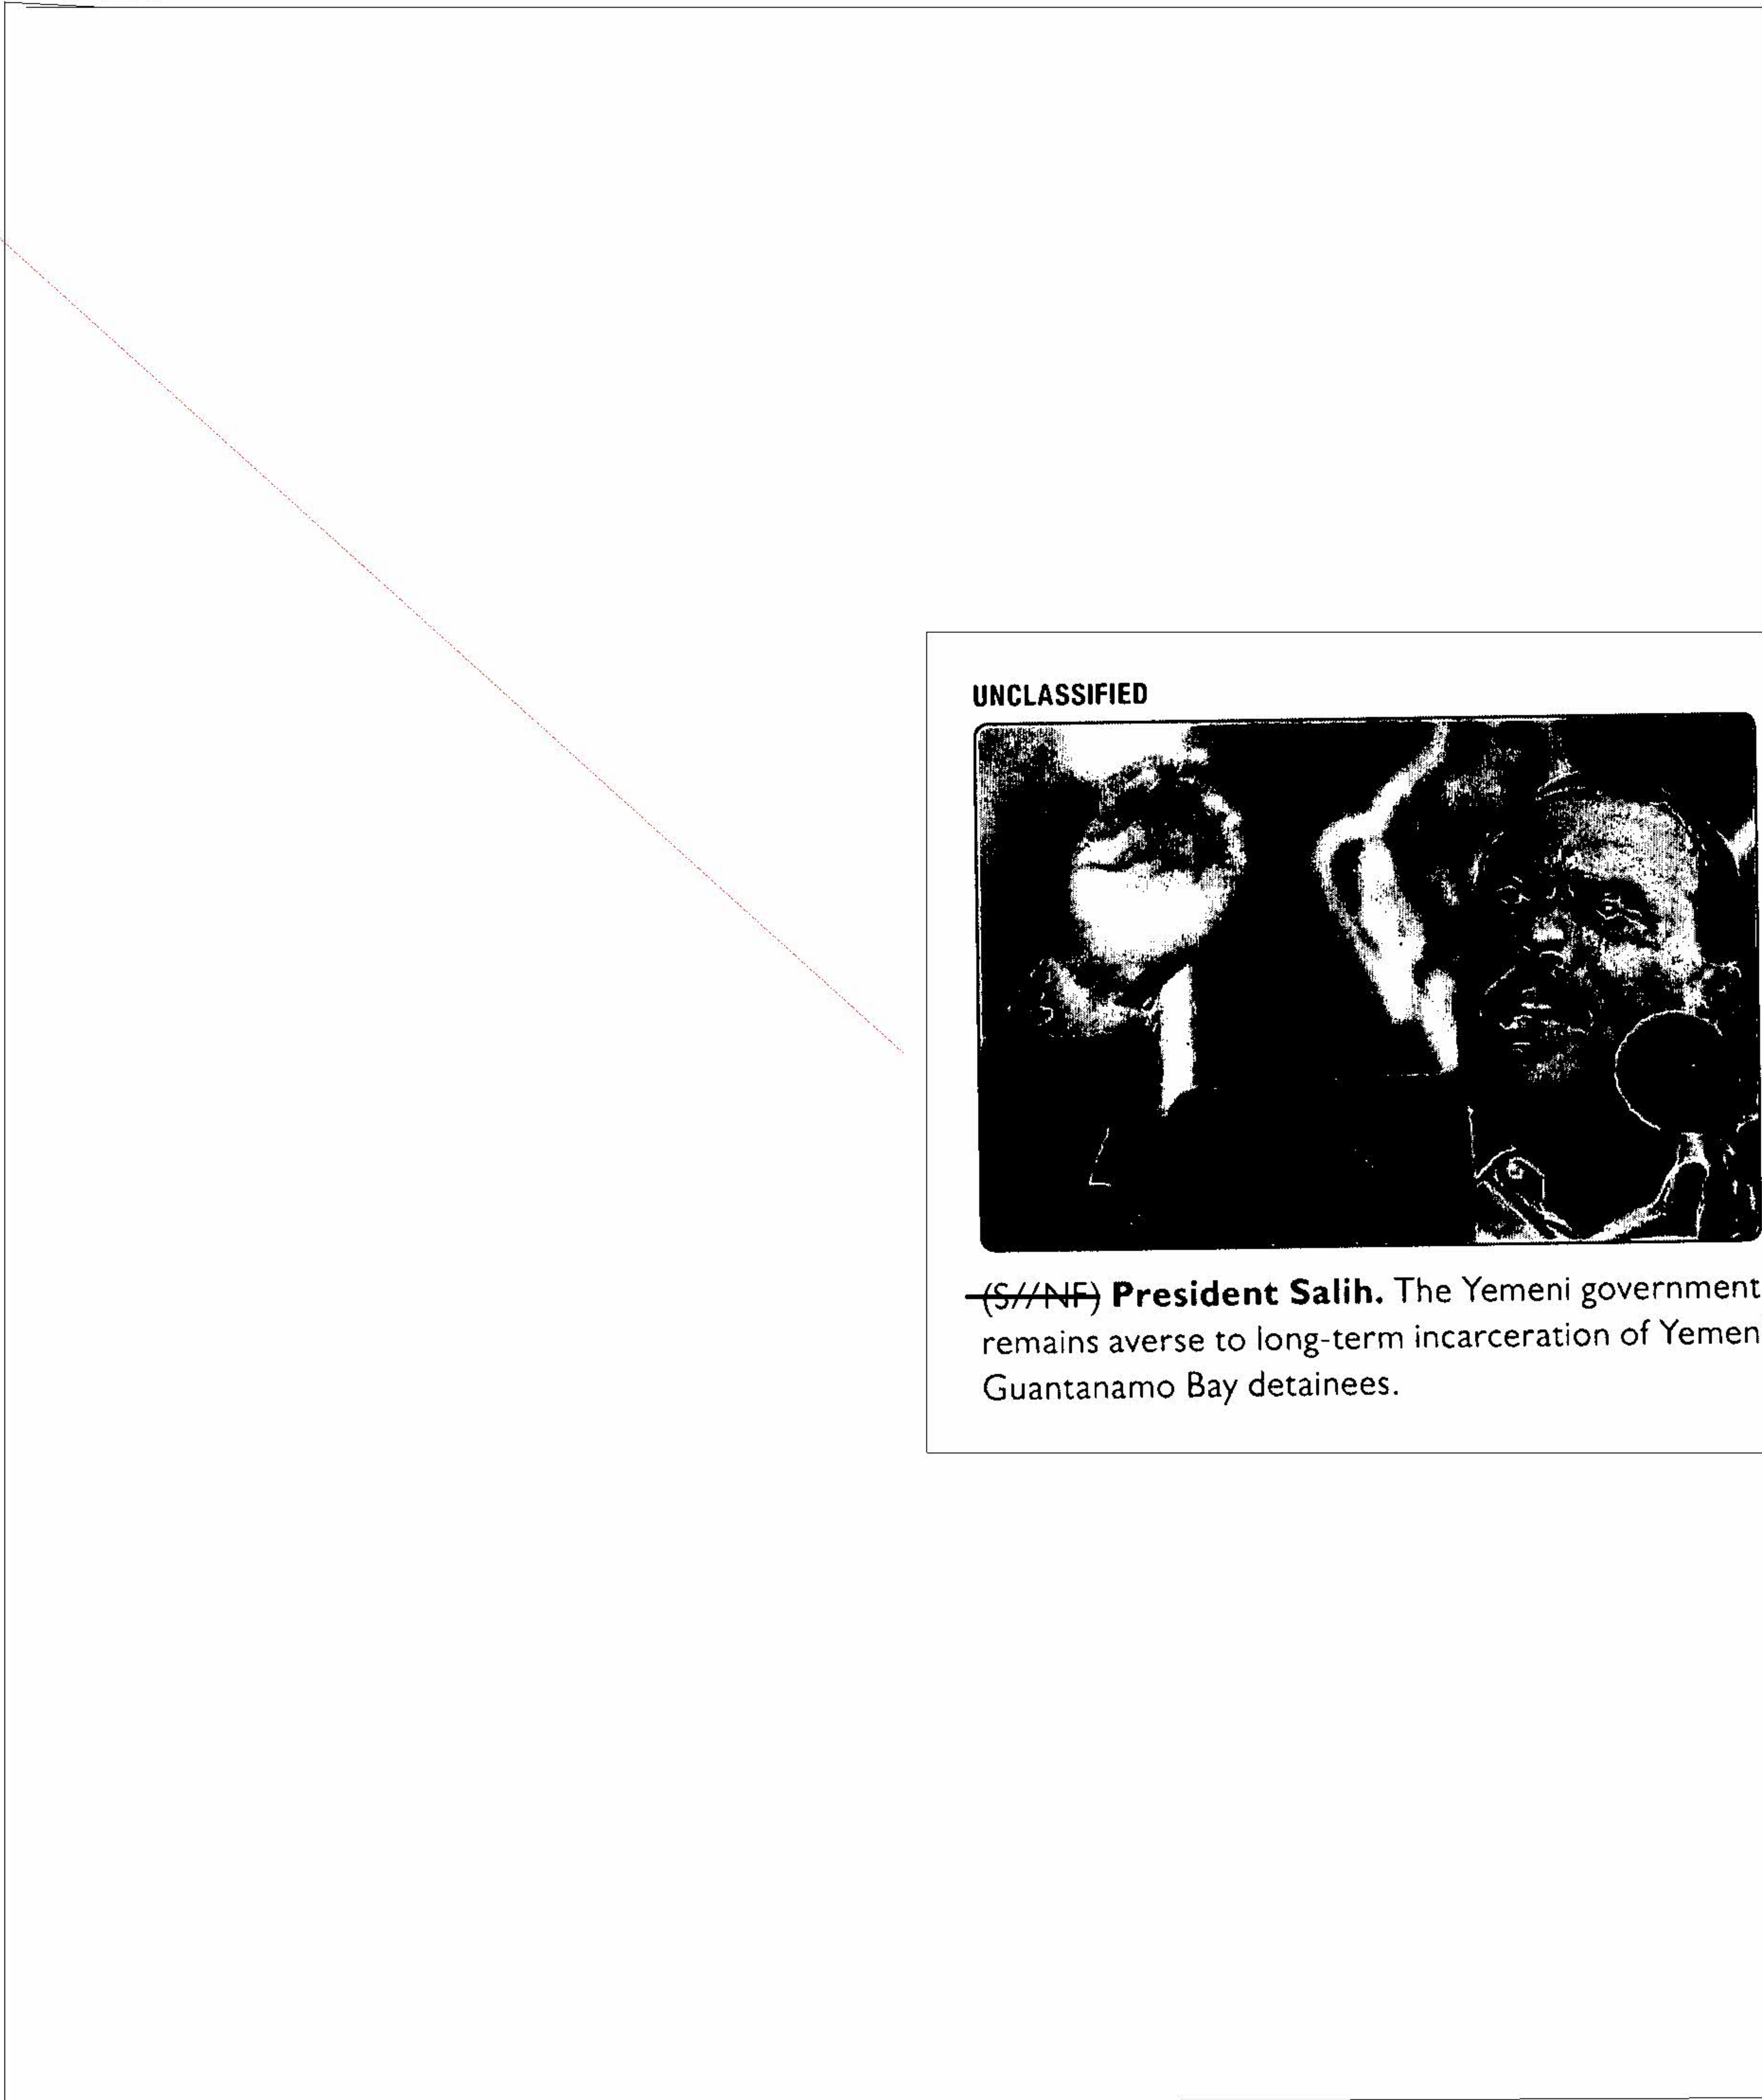 UNCLASSIFIED
(S//NF) President Salih. The Yemeni government
remains averse to long-term incarceration of Yemen
Guantanamo Bay detainees.